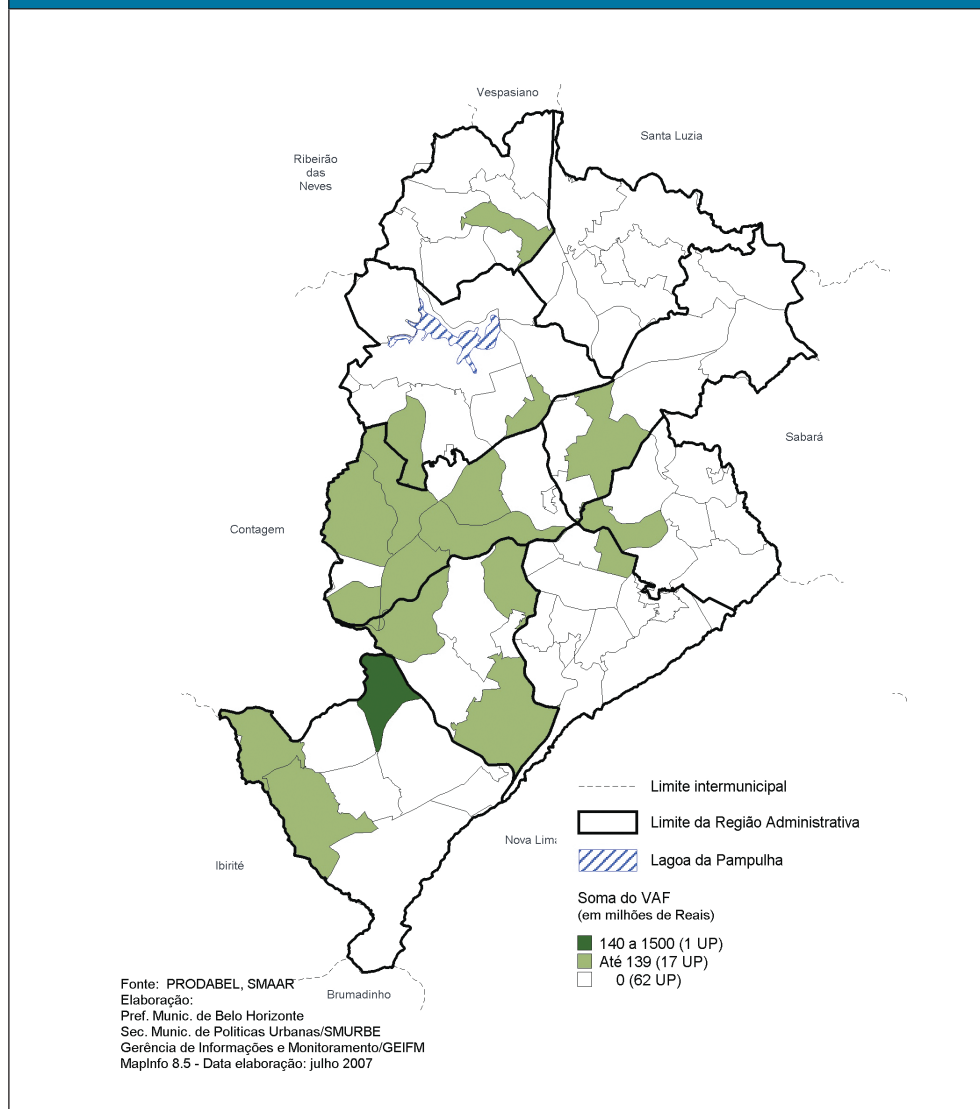 Vespasiano
Santa Luzia
Ribeirão
das
Neves
Sabará
Contagem
Limite intermunicipal
Limite da Região Administrativa
Nova Lim
Lagoa da Pampulha
Ibirité
Soma do VAF
(em milhões de Reais)
140 a 1500 (1 UP)
Até 139 (17 UP)
0 (62 UP)
Fonte: PRODABEL, SMAAR
Elaboração:
Brumadinho
Pref. Munic. de Belo Horizonte
Sec. Munic. de Politicas Urbanas/SMURBE
Gerência de Informações e Monitoramento/GEIFM
MapInfo 8.5 - Data elaboração: julho 2007